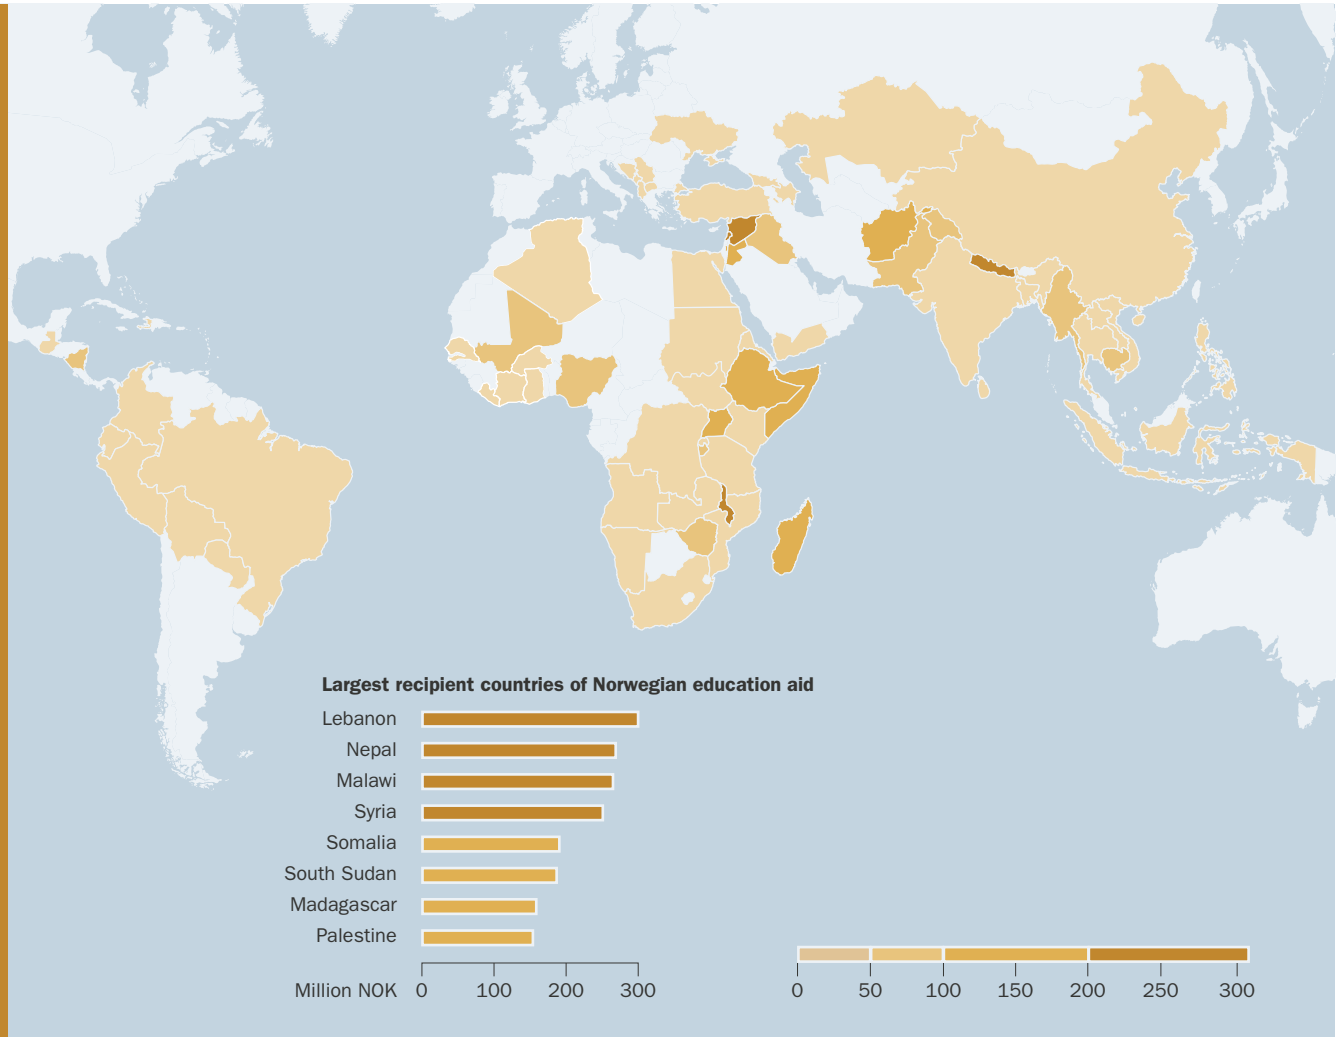 Largest recipient countries of Norwegian education aid
Lebanon
Nepal
Malawi
Syria
Somalia
South Sudan
Madagascar
Palestine
Million NOK 0 100 200 300
0 50 100 150 200 250 300